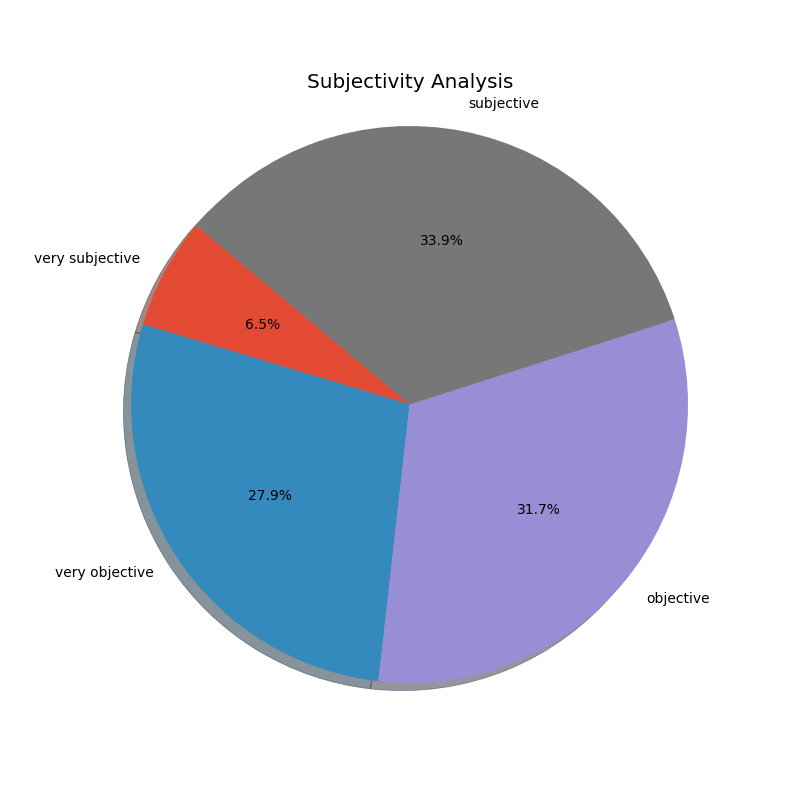 Subjectivity Analysis
subjective
33.9%
very subjective
6.5%
27.9%
31.7%
very objective
objective